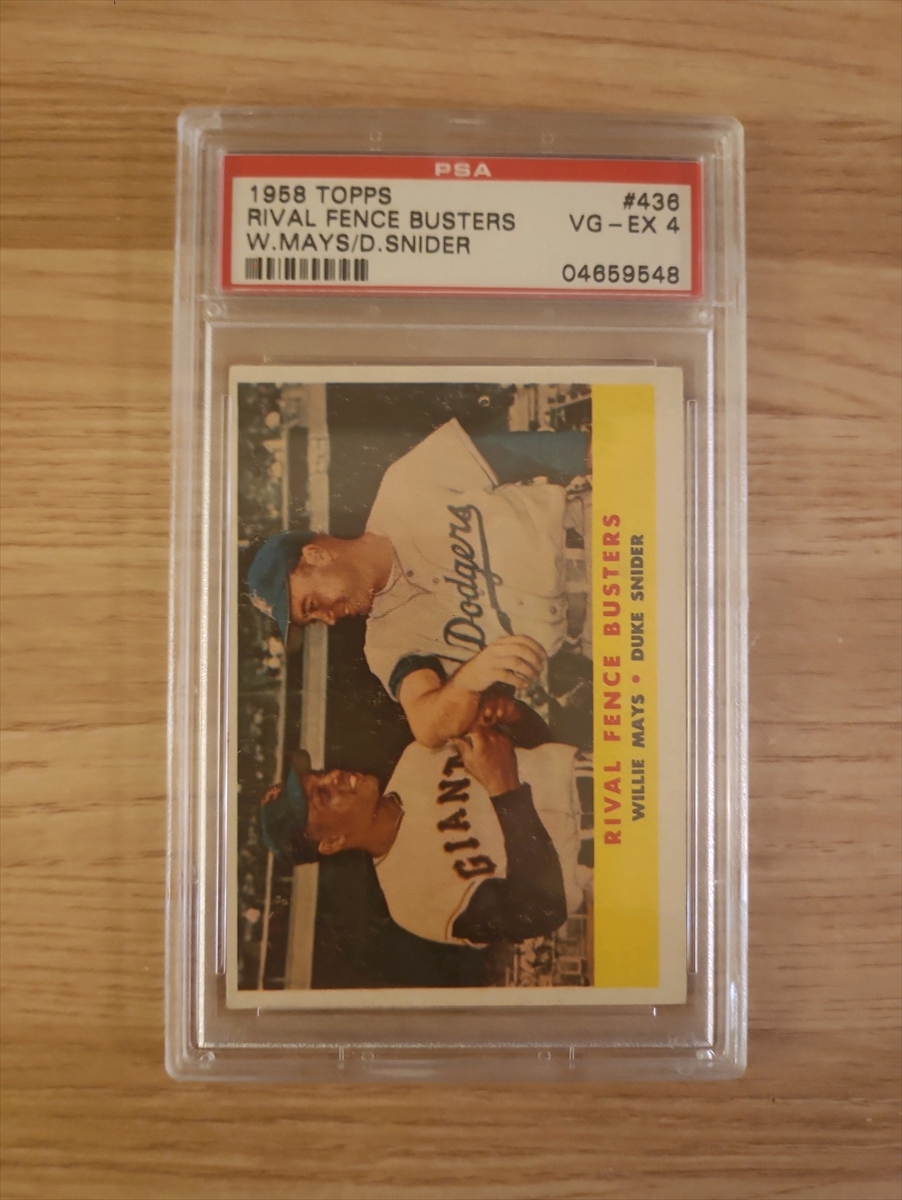 PSA
1958 TOPPS #436
RIVAL FENCE BUSTERS VG-EX 4
W.MAYS/D.SNIDER
04659548
Dodgers
GIANT
RIVAL FENCE BUSTERS
WILLIE MAYS • DUKE SNIDER